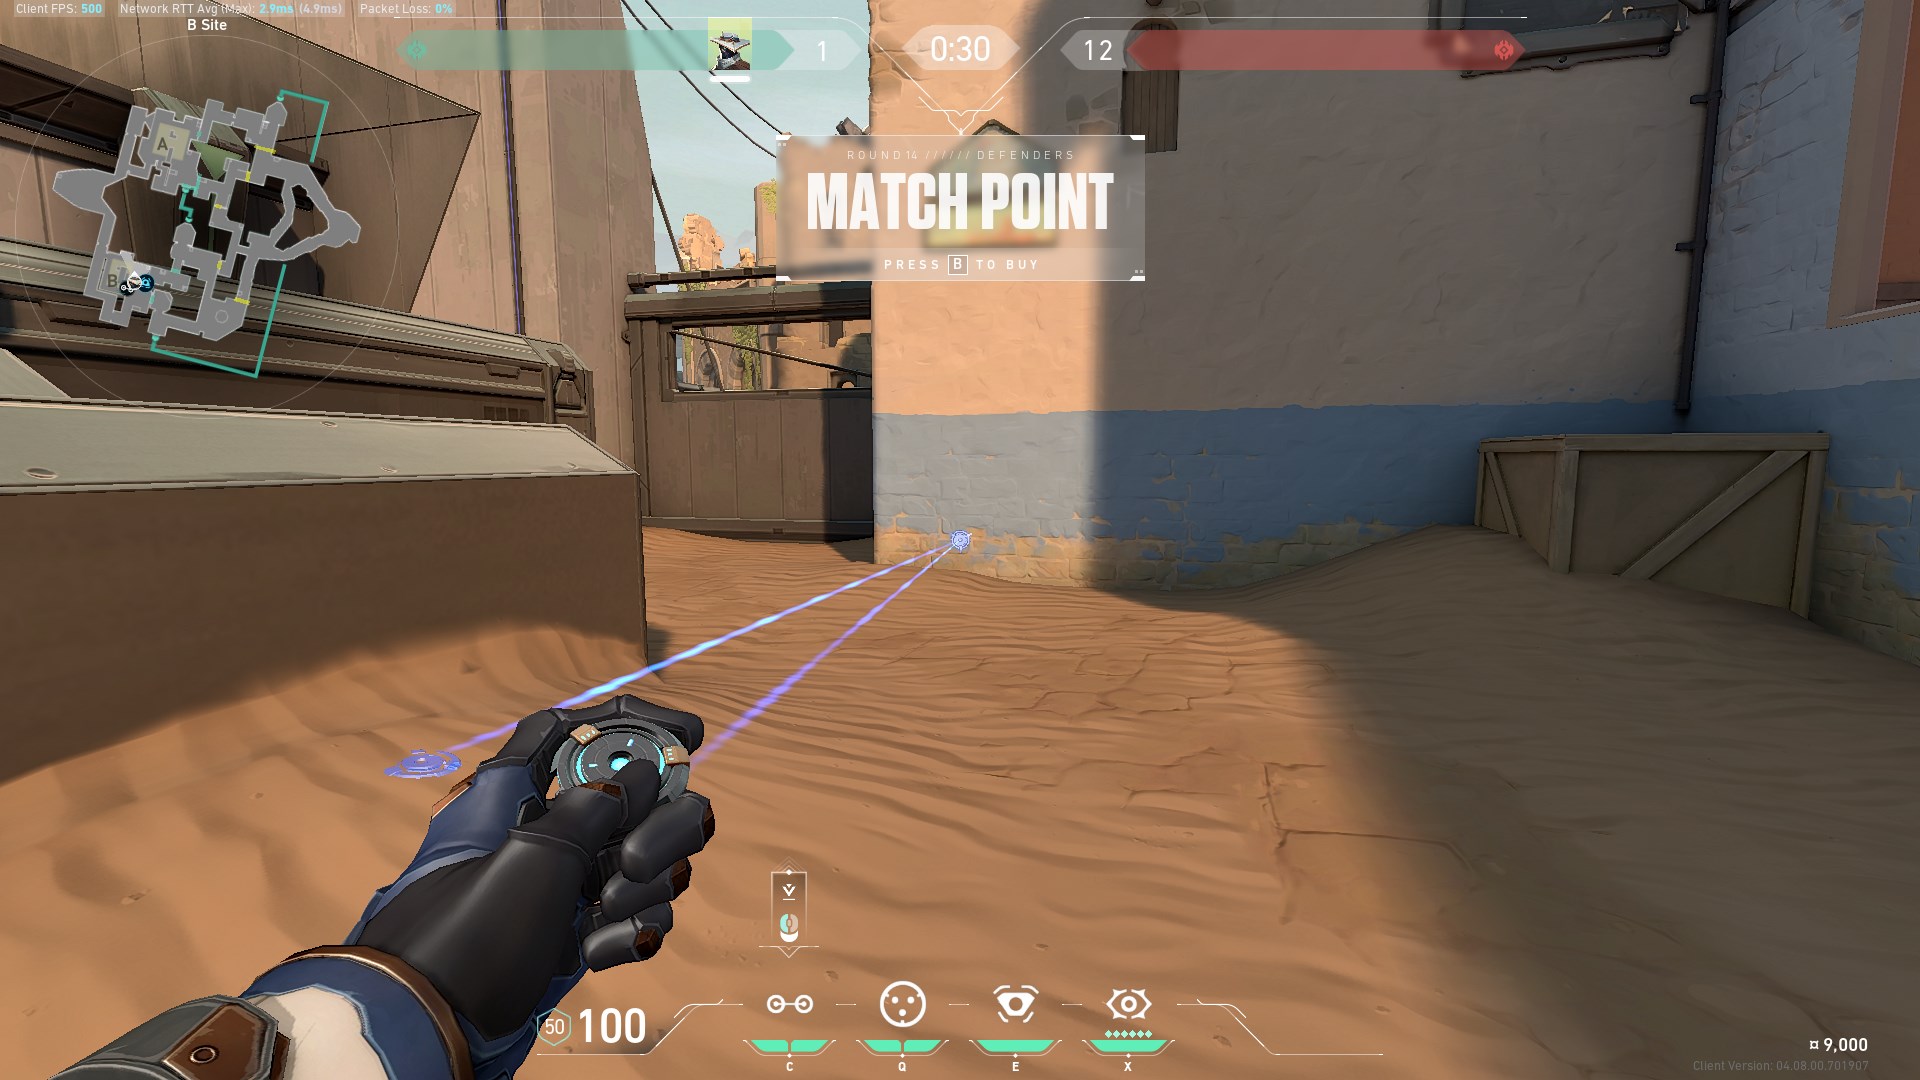 Client FPS: 500 Network RTT Avg (Max): 2.9ms (4.9ms) Packet Loss: 0%
B Site
1 0:30 12
ROUND 14 ////// DEFENDERS
MATCH POINT
PRESS B TO BUY
A
B
50 100
C Q E X
¤ 9,000
Client Version: 04.08.00.701907